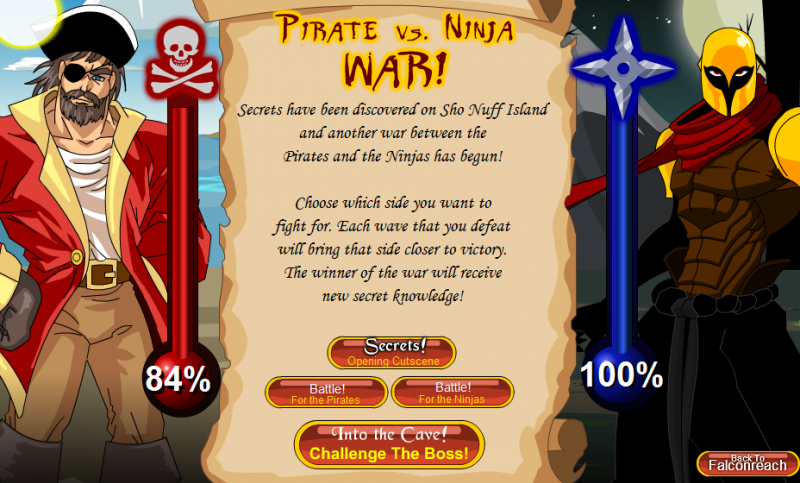 Pirate vs. Ninja
WAR!
Secrets have been discovered on Sho Nuff Island
and another war between the
Pirates and the Ninjas has begun!
Choose which side you want to
fight for. Each wave that you defeat
will bring that side closer to victory.
The winner of the war will receive
new secret knowledge!
Secrets!
Opening Cutscene
84%
100%
Battle!
For the Pirates
Battle!
For the Ninjas
Into the Cave!
Challenge The Boss!
Back To
Falconreach